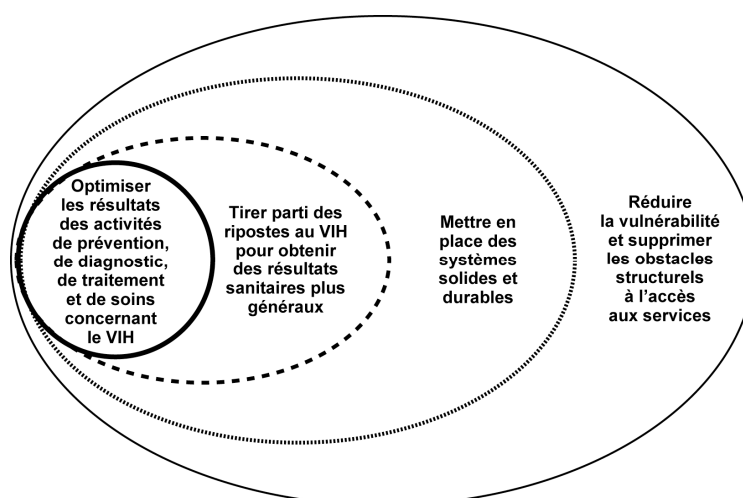 Optimiser
les résultats
des activités
de prévention,
de diagnostic,
de traitement
et de soins
concernant
le VIH
Tirer parti des
ripostes au VIH
pour obtenir
des résultats
sanitaires plus
généraux
Mettre en
place des
systèmes
solides et
durables
Réduire
la vulnérabilité
et supprimer
les obstacles
structurels
à l’accès
aux services